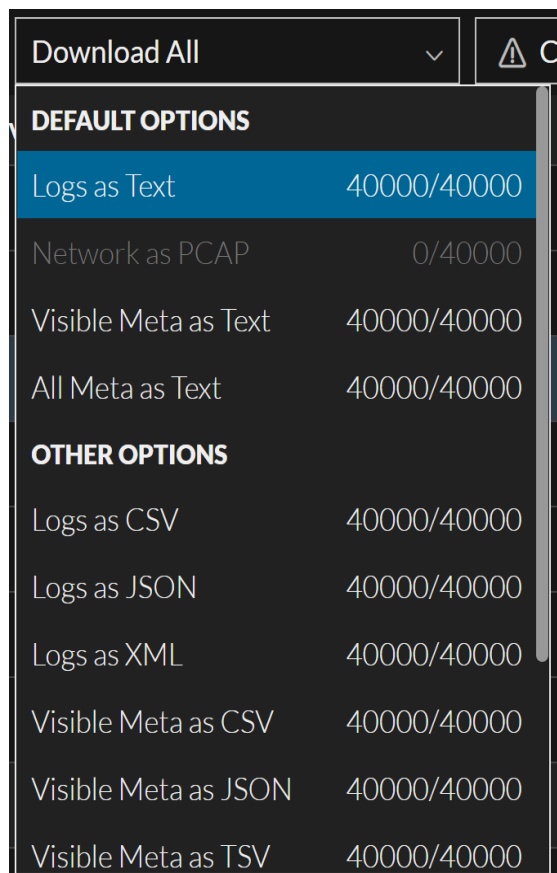 Download All
DEFAULT OPTIONS
Logs as Text 40000/40000
Network as PCAP 0/40000
Visible Meta as Text 40000/40000
All Meta as Text 40000/40000
OTHER OPTIONS
Logs as CSV 40000/40000
Logs as JSON 40000/40000
Logs as XML 40000/40000
Visible Meta as CSV 40000/40000
Visible Meta as JSON 40000/40000
Visible Meta as TSV 40000/40000